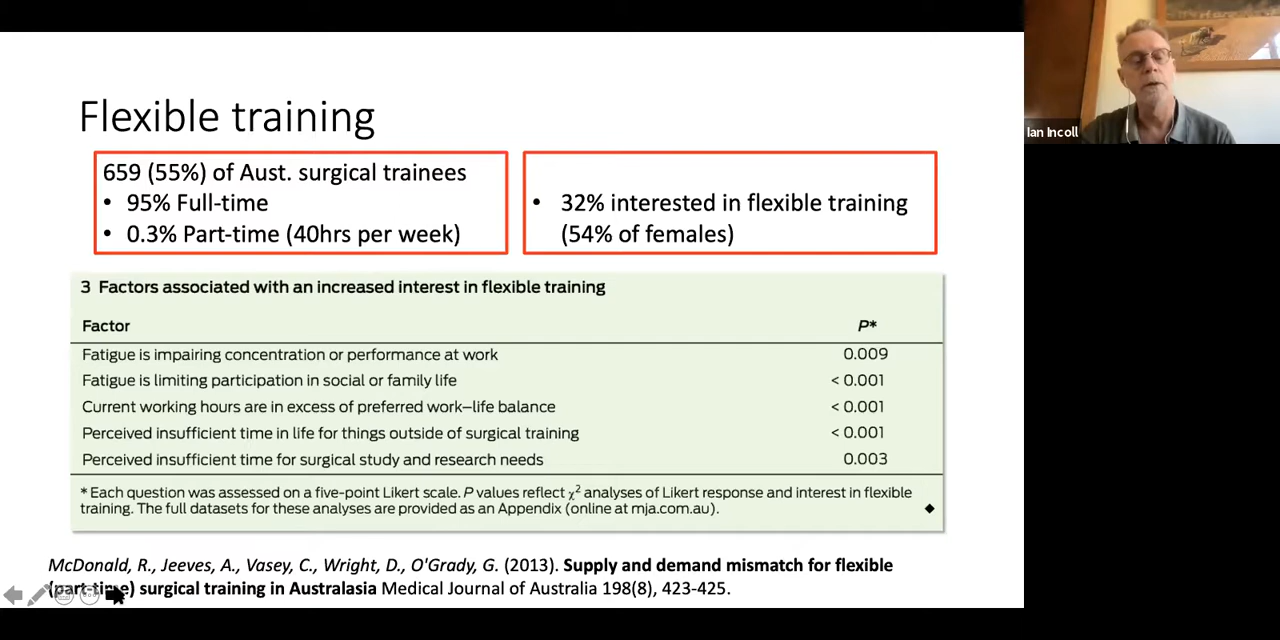 Flexible training
659 (55%) of Aust. surgical trainees
• 95% Full-time
• 0.3% Part-time (40hrs per week)
• 32% interested in flexible training
(54% of females)
3 Factors associated with an increased interest in flexible training
Factor P*
Fatigue is impairing concentration or performance at work 0.009
Fatigue is limiting participation in social or family life < 0.001
Current working hours are in excess of preferred work–life balance < 0.001
Perceived insufficient time in life for things outside of surgical training < 0.001
Perceived insufficient time for surgical study and research needs 0.003
* Each question was assessed on a five-point Likert scale. P values reflect χ² analyses of Likert response and interest in flexible
training. The full datasets for these analyses are provided as an Appendix (online at mja.com.au). ◆
McDonald, R., Jeeves, A., Vasey, C., Wright, D., O'Grady, G. (2013). Supply and demand mismatch for flexible
(part-time) surgical training in Australasia Medical Journal of Australia 198(8), 423-425.
Ian Incoll